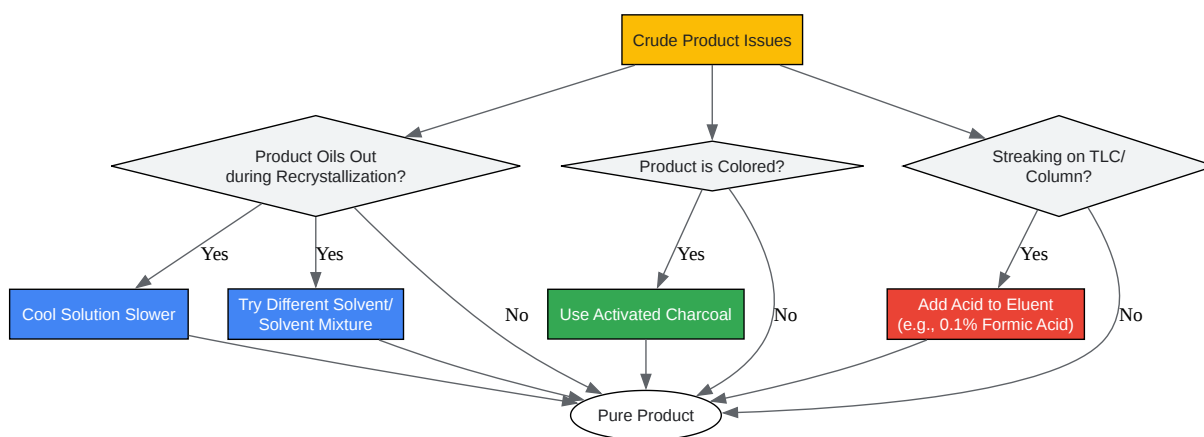 Crude Product Issues
Product Oils Out
during Recrystallization?
Product is Colored?
Streaking on TLC/
Column?
Yes
Yes
Yes
Yes
Cool Solution Slower
Try Different Solvent/
Solvent Mixture
No
Use Activated Charcoal
No
Add Acid to Eluent
(e.g., 0.1% Formic Acid)
No
Pure Product